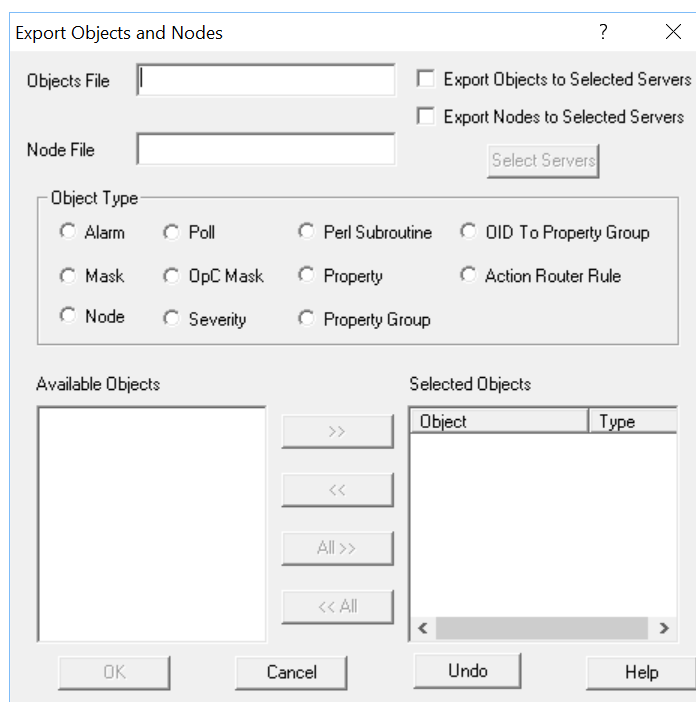 Export Objects and Nodes ? X
Objects File
Export Objects to Selected Servers
Export Nodes to Selected Servers
Node File
Select Servers
Object Type
Alarm Poll Perl Subroutine OID To Property Group
Mask OpC Mask Property Action Router Rule
Node Severity Property Group
Available Objects Selected Objects
Object Type
>>
<<
All >>
<< All
OK Cancel Undo Help